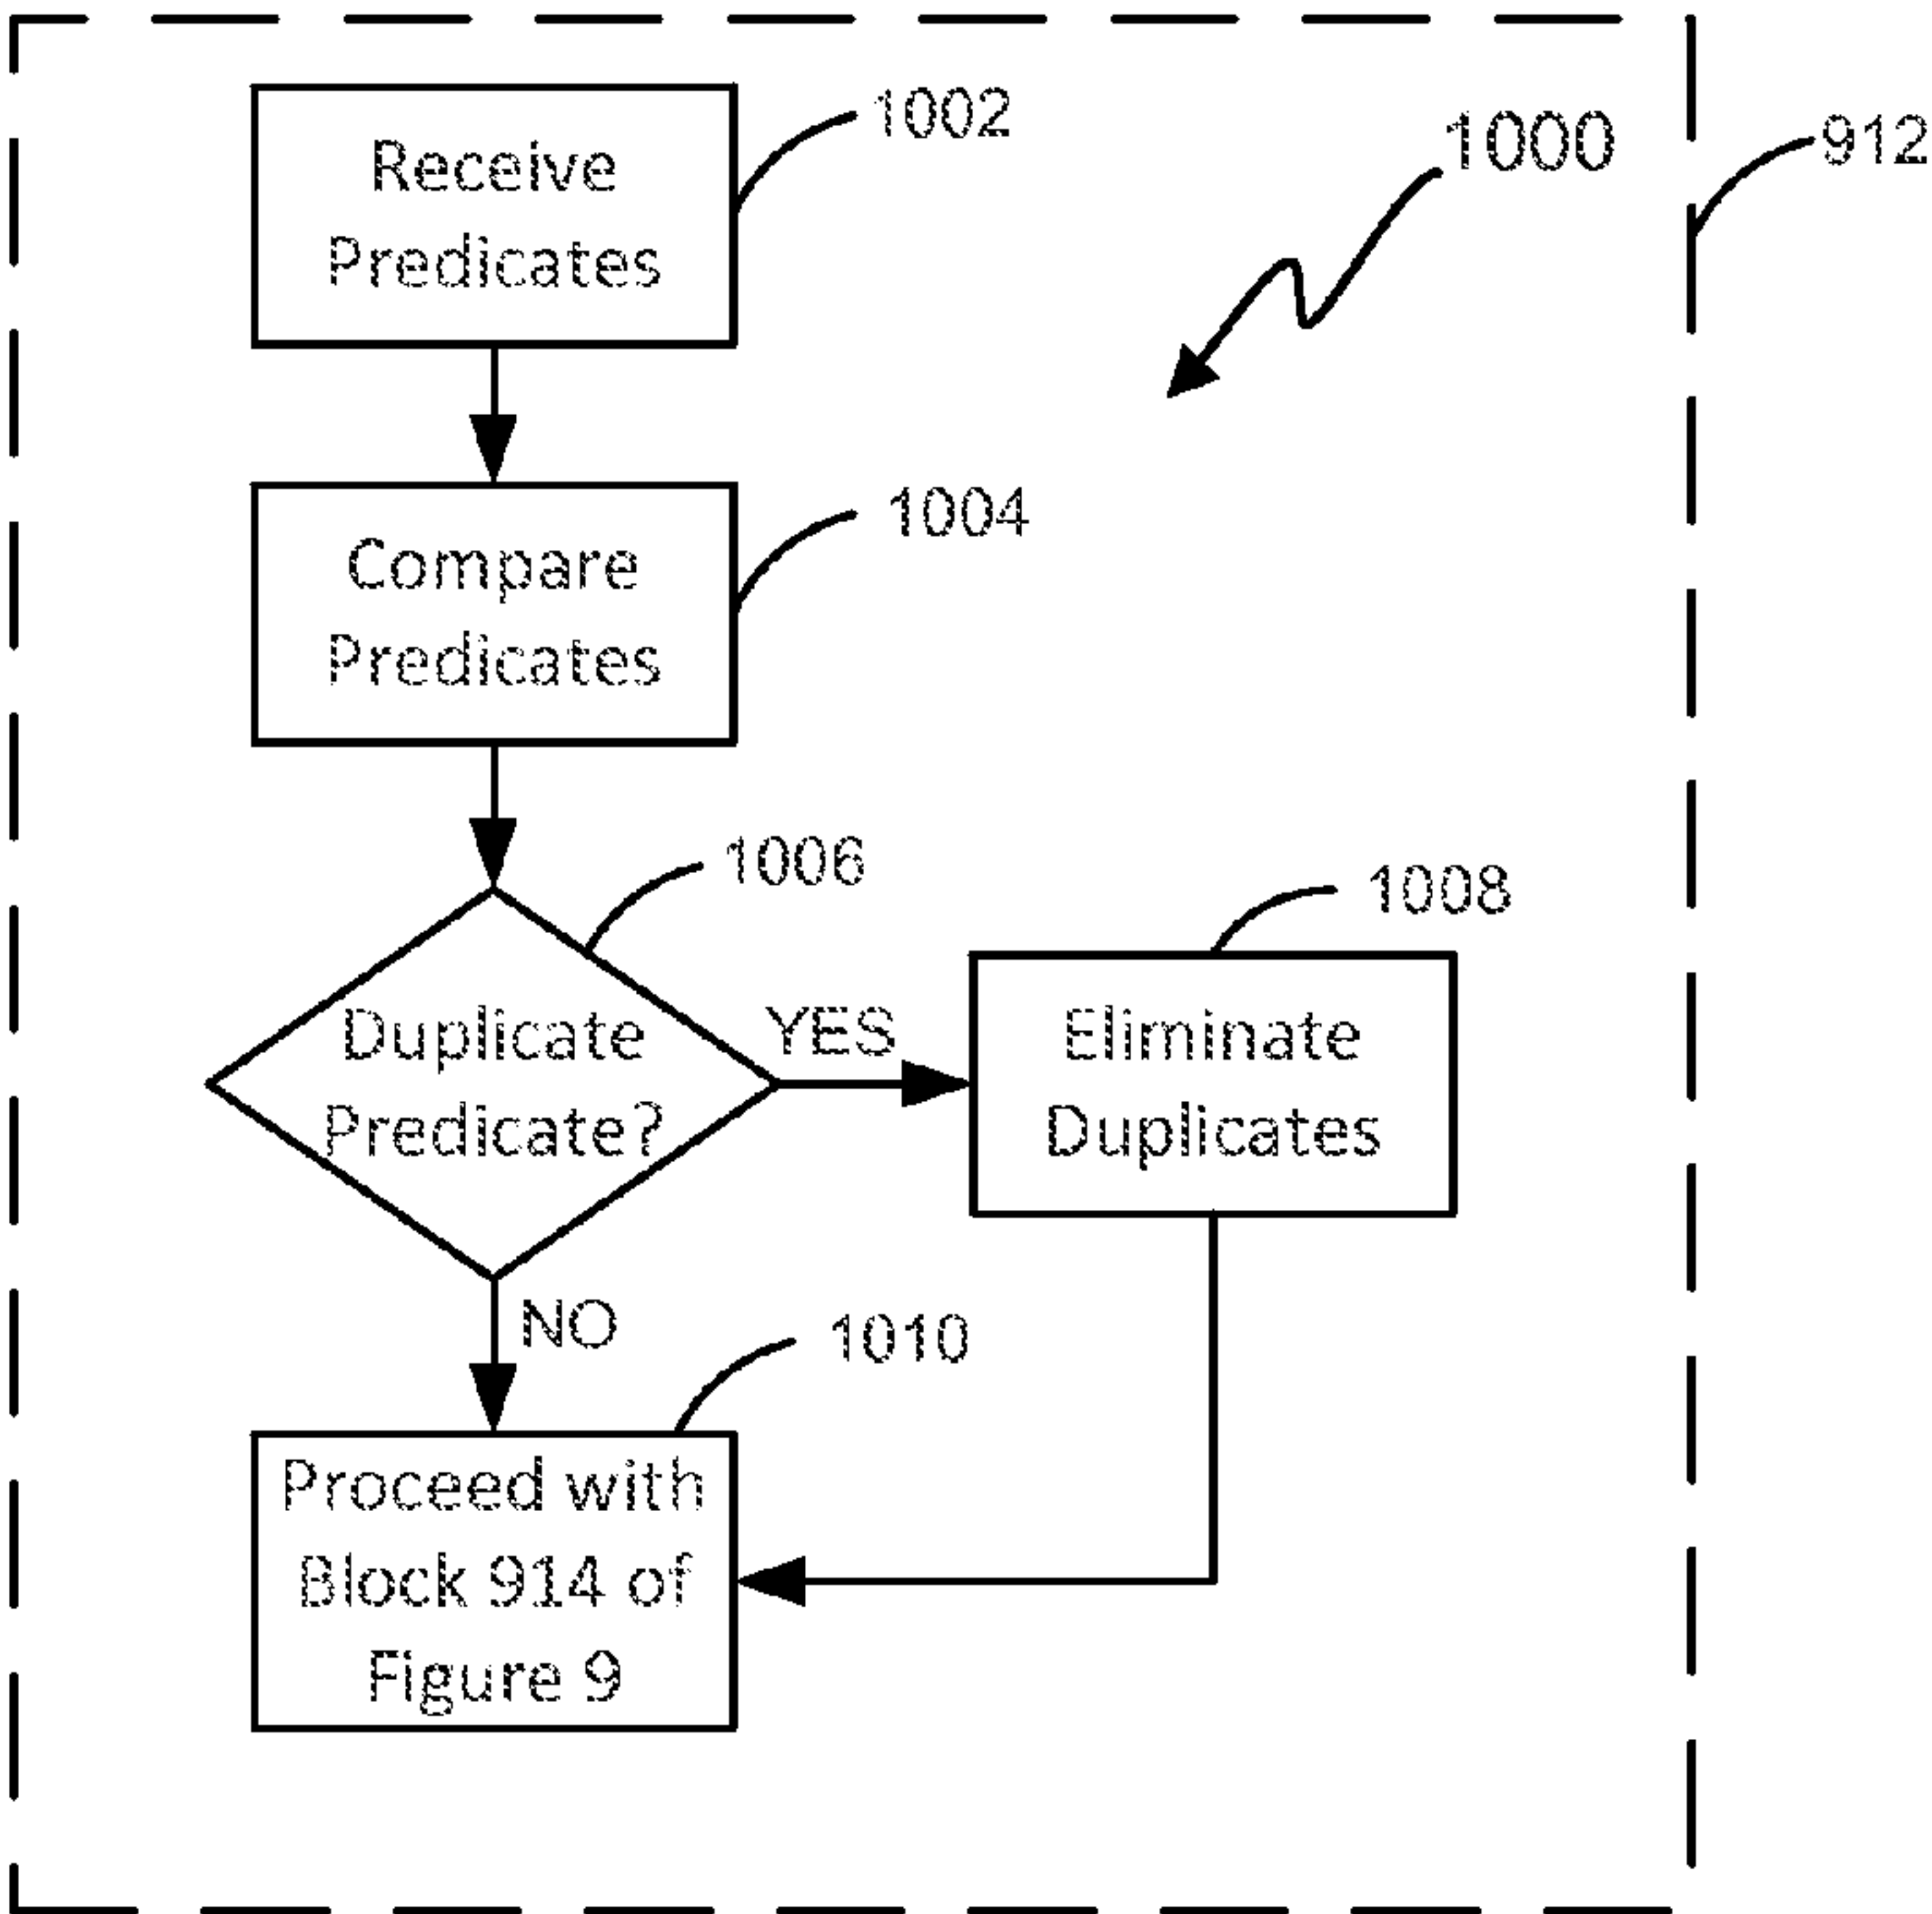 1002
1000
912
Receive
Predicates
1004
Compare
Predicates
1006
1008
Duplicate
Predicate?
YES
Eliminate
Duplicates
NO
1010
Proceed with
Block 914 of
Figure 9